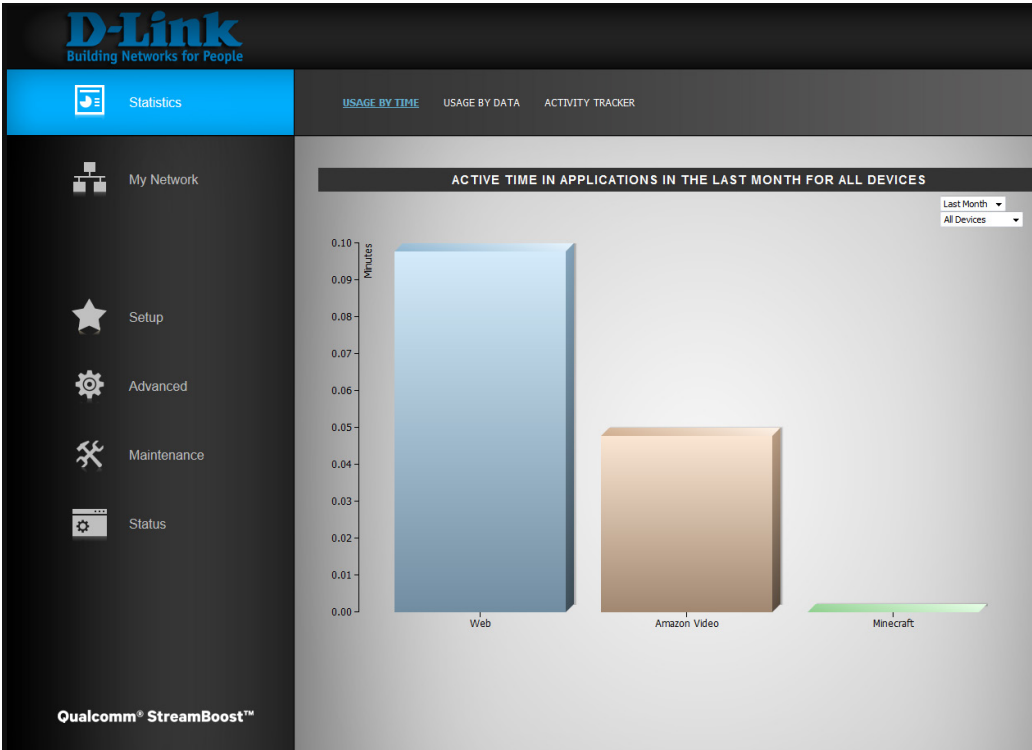 D-Link
Building Networks for People
Statistics
USAGE BY TIME USAGE BY DATA ACTIVITY TRACKER
My Network
Setup
Advanced
Maintenance
Status
Qualcomm® StreamBoost™
ACTIVE TIME IN APPLICATIONS IN THE LAST MONTH FOR ALL DEVICES
Last Month
All Devices
Minutes
0.10
0.09
0.08
0.07
0.06
0.05
0.04
0.03
0.02
0.01
0.00
Web Amazon Video Minecraft